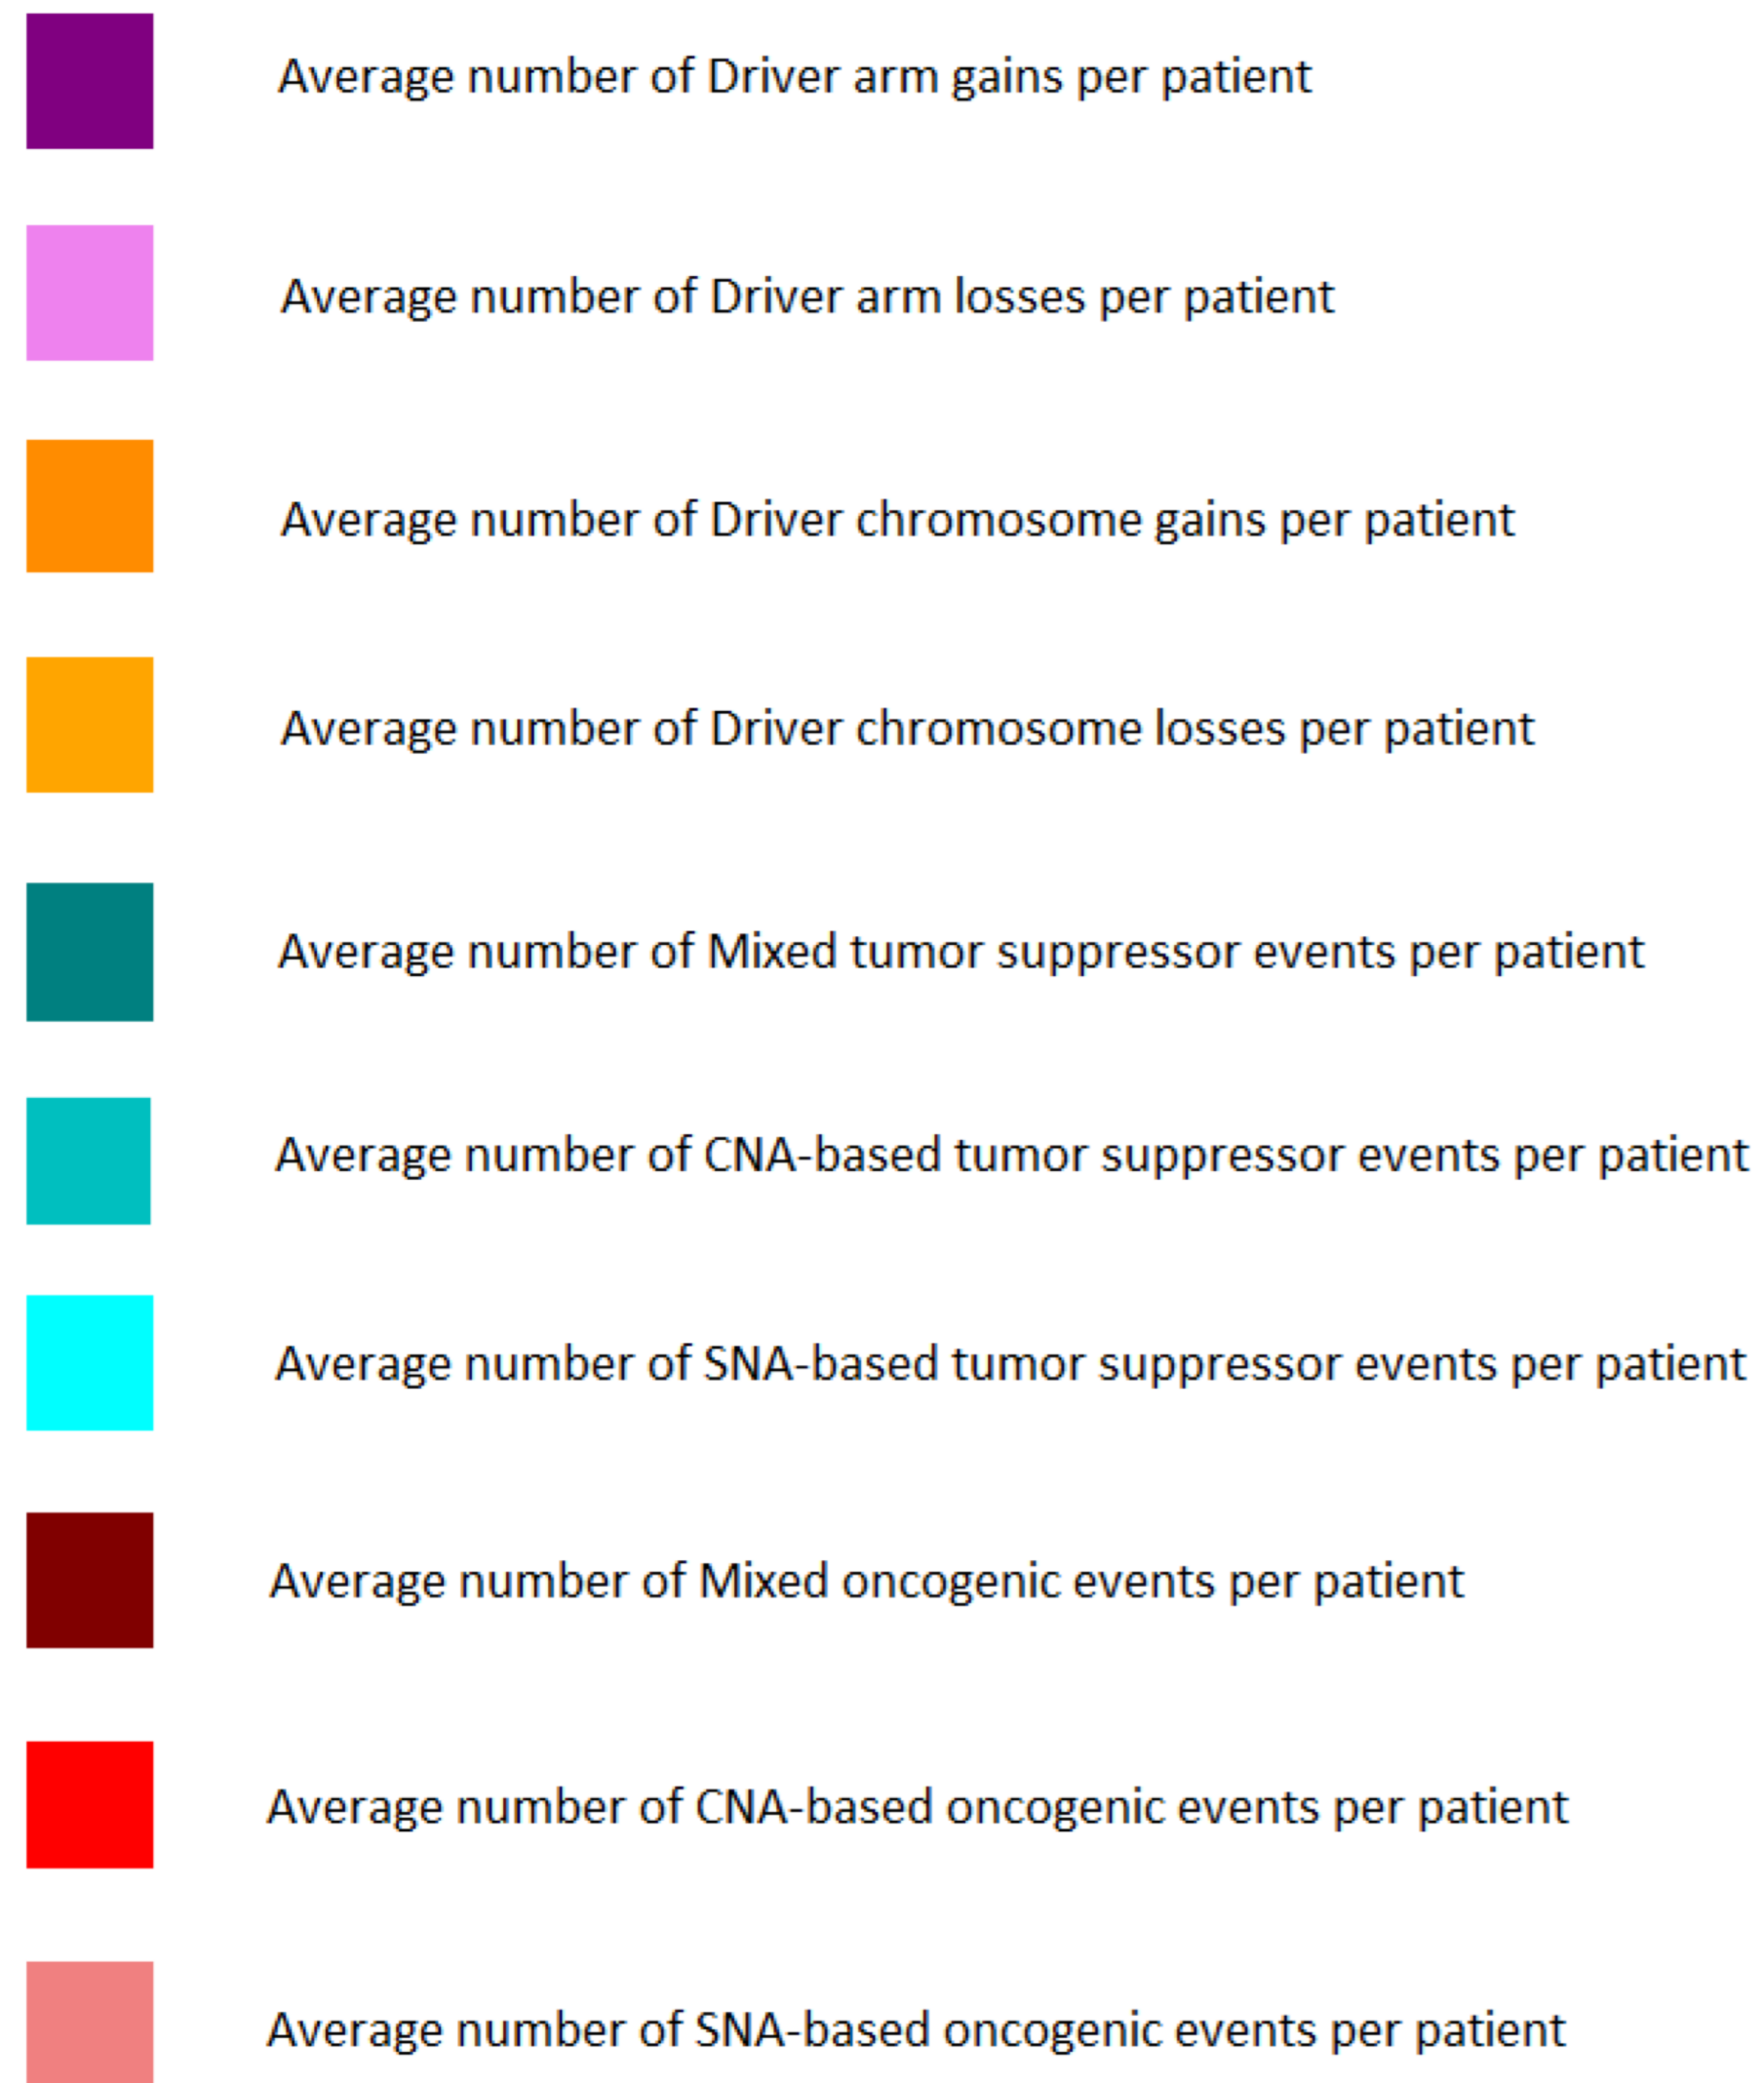 Average number of Driver arm gains per patient
Average number of Driver arm losses per patient
Average number of Driver chromosome gains per patient
Average number of Driver chromosome losses per patient
Average number of Mixed tumor suppressor events per patient
Average number of CNA-based tumor suppressor events per patient
Average number of SNA-based tumor suppressor events per patient
Average number of Mixed oncogenic events per patient
Average number of CNA-based oncogenic events per patient
Average number of SNA-based oncogenic events per patient